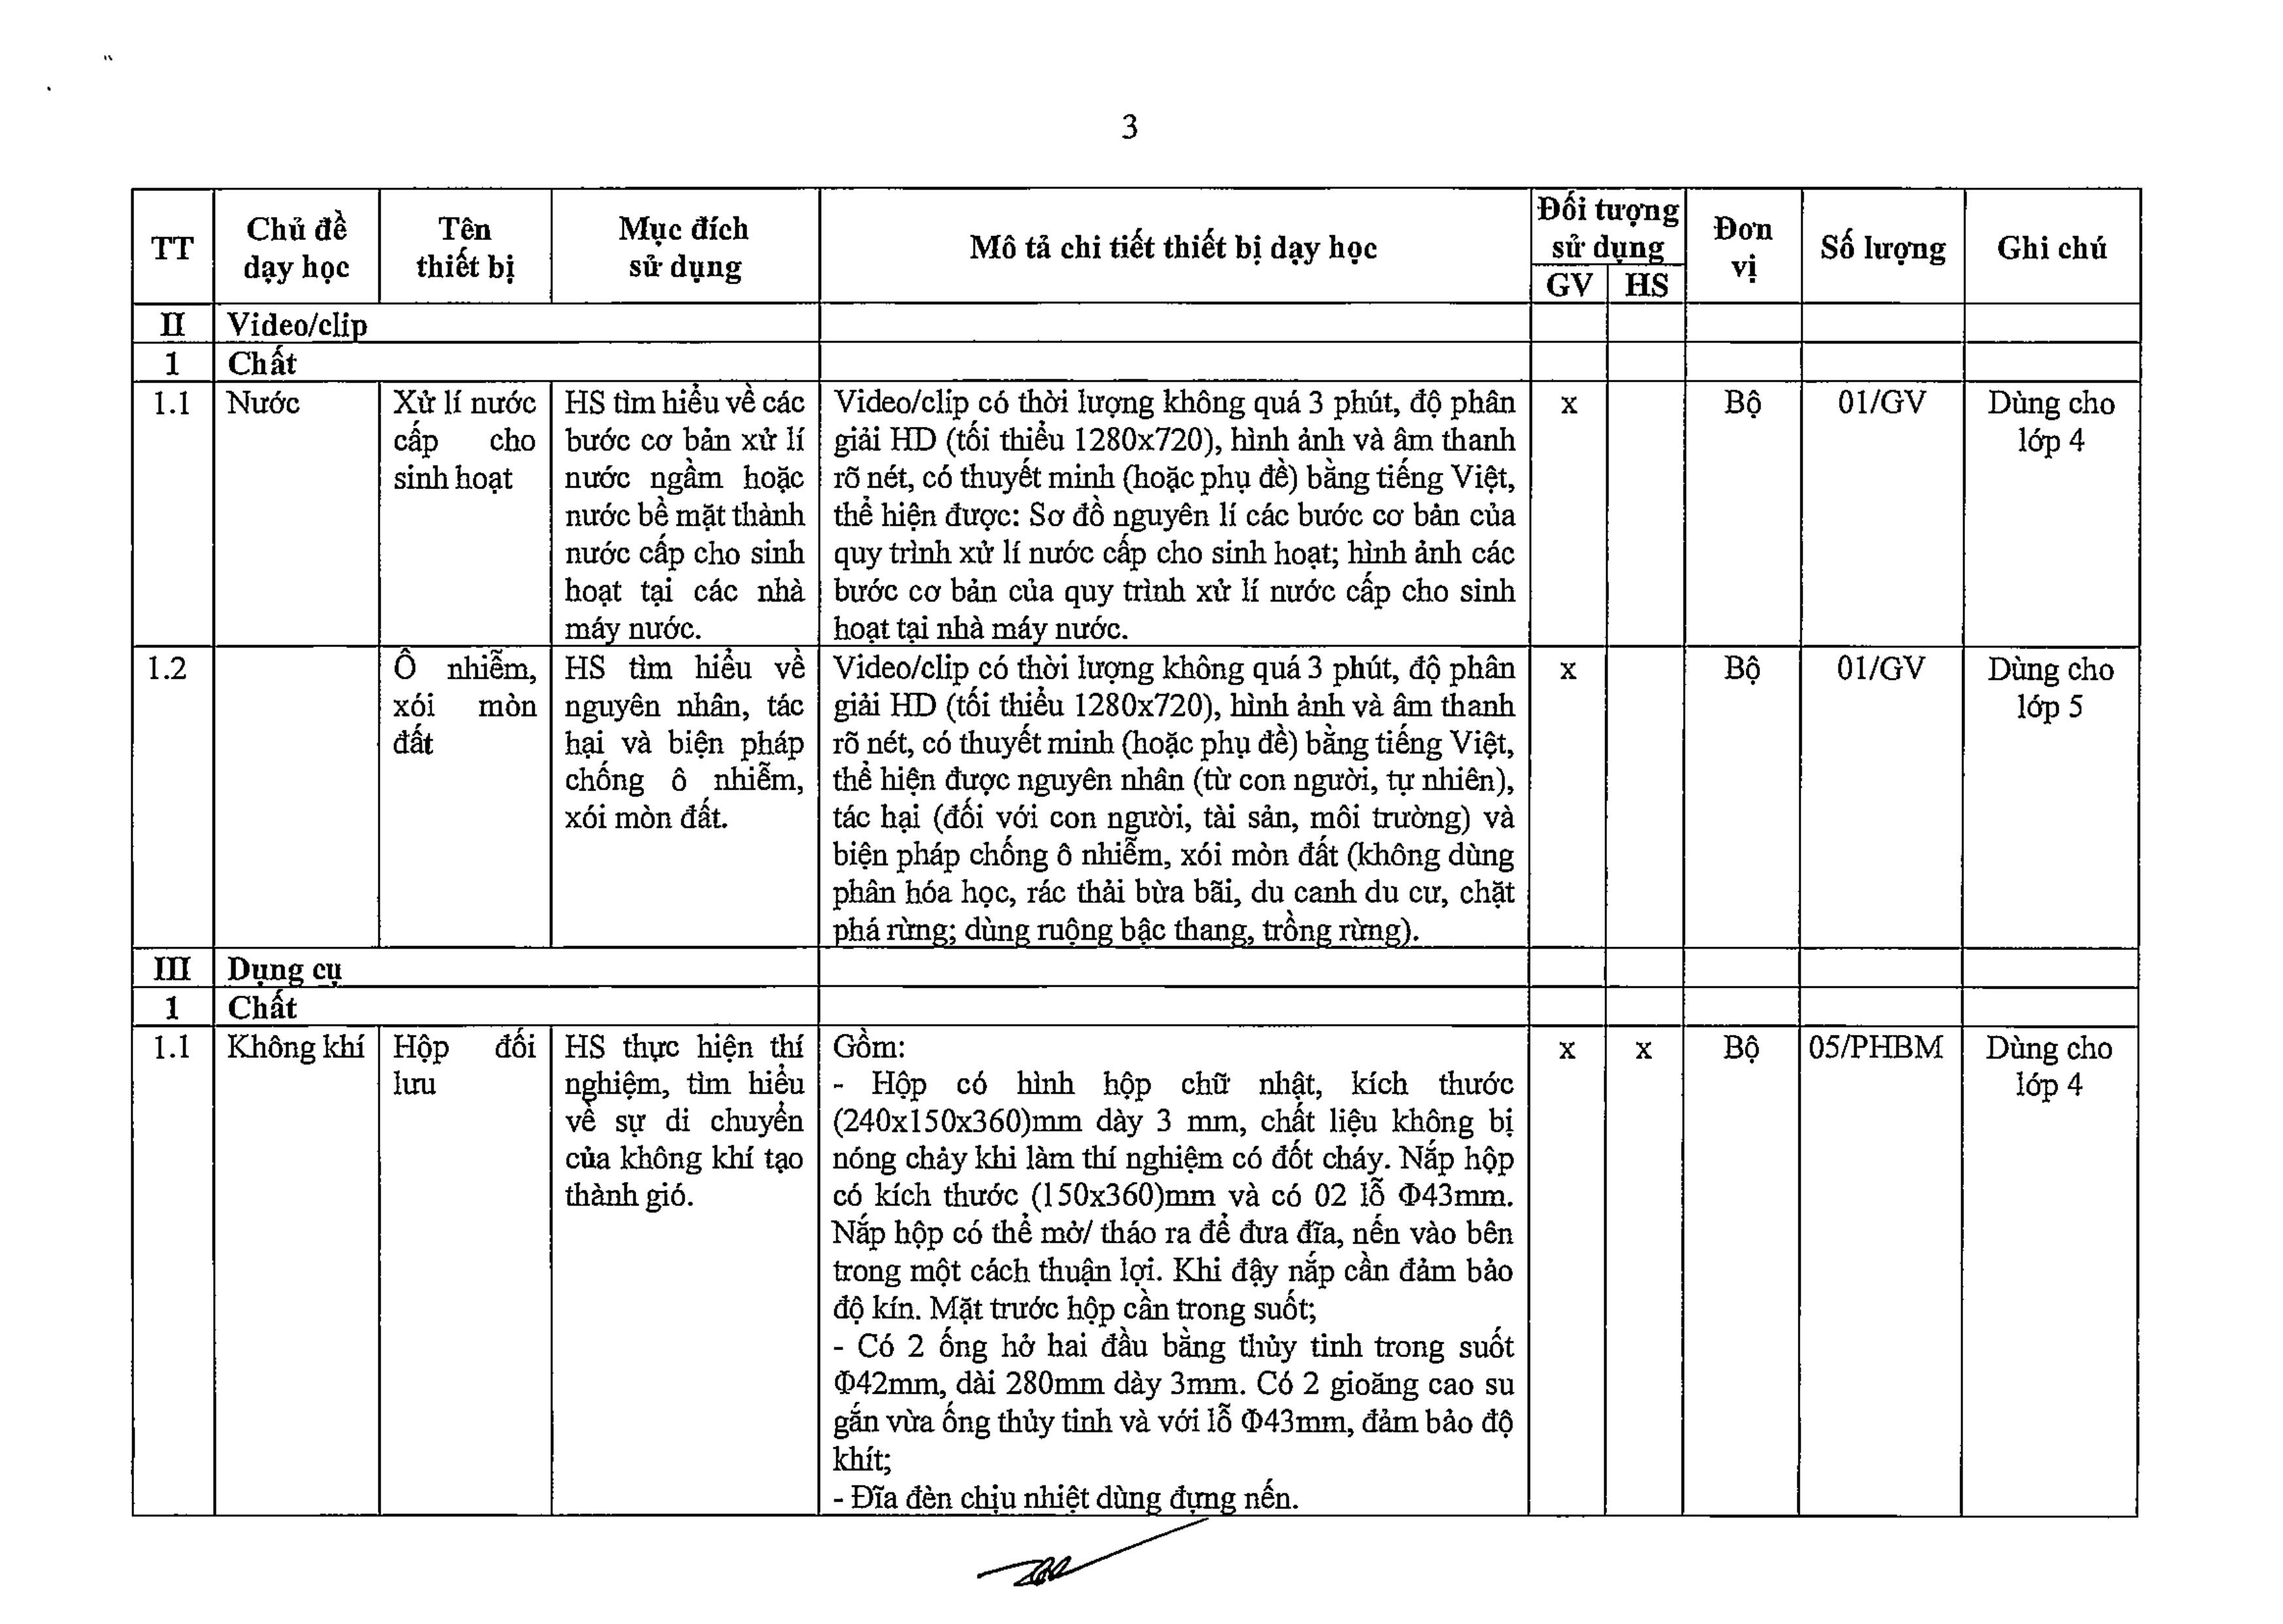 3
TT
Chủ đề
dạy học
Tên
thiết bị
Mục đích
sử dụng
Mô tả chi tiết thiết bị dạy học
Đối tượng
sử dụng
GV
HS
Đơn
vị
Số lượng
Ghi chú
II
Video/clip
1
Chất
1.1
Nước
Xử lí nước
cấp cho
sinh hoạt
HS tìm hiểu về các
bước cơ bản xử lí
nước ngầm hoặc
nước bề mặt thành
nước cấp cho sinh
hoạt tại các nhà
máy nước.
Video/clip có thời lượng không quá 3 phút, độ phân
giải HD (tối thiểu 1280x720), hình ảnh và âm thanh
rõ nét, có thuyết minh (hoặc phụ đề) bằng tiếng Việt,
thể hiện được: Sơ đồ nguyên lí các bước cơ bản của
quy trình xử lí nước cấp cho sinh hoạt; hình ảnh các
bước cơ bản của quy trình xử lí nước cấp cho sinh
hoạt tại nhà máy nước.
x
Bộ
01/GV
Dùng cho
lớp 4
1.2
Ô nhiễm,
xói mòn
đất
HS tìm hiểu về
nguyên nhân, tác
hại và biện pháp
chống ô nhiễm,
xói mòn đất.
Video/clip có thời lượng không quá 3 phút, độ phân
giải HD (tối thiểu 1280x720), hình ảnh và âm thanh
rõ nét, có thuyết minh (hoặc phụ đề) bằng tiếng Việt,
thể hiện được nguyên nhân (từ con người, tự nhiên),
tác hại (đối với con người, tài sản, môi trường) và
biện pháp chống ô nhiễm, xói mòn đất (không dùng
phân hóa học, rác thải bừa bãi, du canh du cư, chặt
phá rừng; dùng ruộng bậc thang, trồng rừng).
x
Bộ
01/GV
Dùng cho
lớp 5
III
Dụng cụ
1
Chất
1.1
Không khí
Hộp đối
lưu
HS thực hiện thí
nghiệm, tìm hiểu
về sự di chuyển
của không khí tạo
thành gió.
Gồm:
- Hộp có hình hộp chữ nhật, kích thước
(240x150x360)mm dày 3 mm, chất liệu không bị
nóng chảy khi làm thí nghiệm có đốt cháy. Nắp hộp
có kích thước (150x360)mm và có 02 lỗ Φ43mm.
Nắp hộp có thể mở/ tháo ra để đưa đĩa, nến vào bên
trong một cách thuận lợi. Khi đậy nắp cần đảm bảo
độ kín. Mặt trước hộp cần trong suốt;
- Có 2 ống hở hai đầu bằng thủy tinh trong suốt
Φ42mm, dài 280mm dày 3mm. Có 2 gioăng cao su
gắn vừa ống thủy tinh và với lỗ Φ43mm, đảm bảo độ
khít;
- Đĩa đèn chịu nhiệt dùng đựng nến.
x
x
Bộ
05/PHBM
Dùng cho
lớp 4